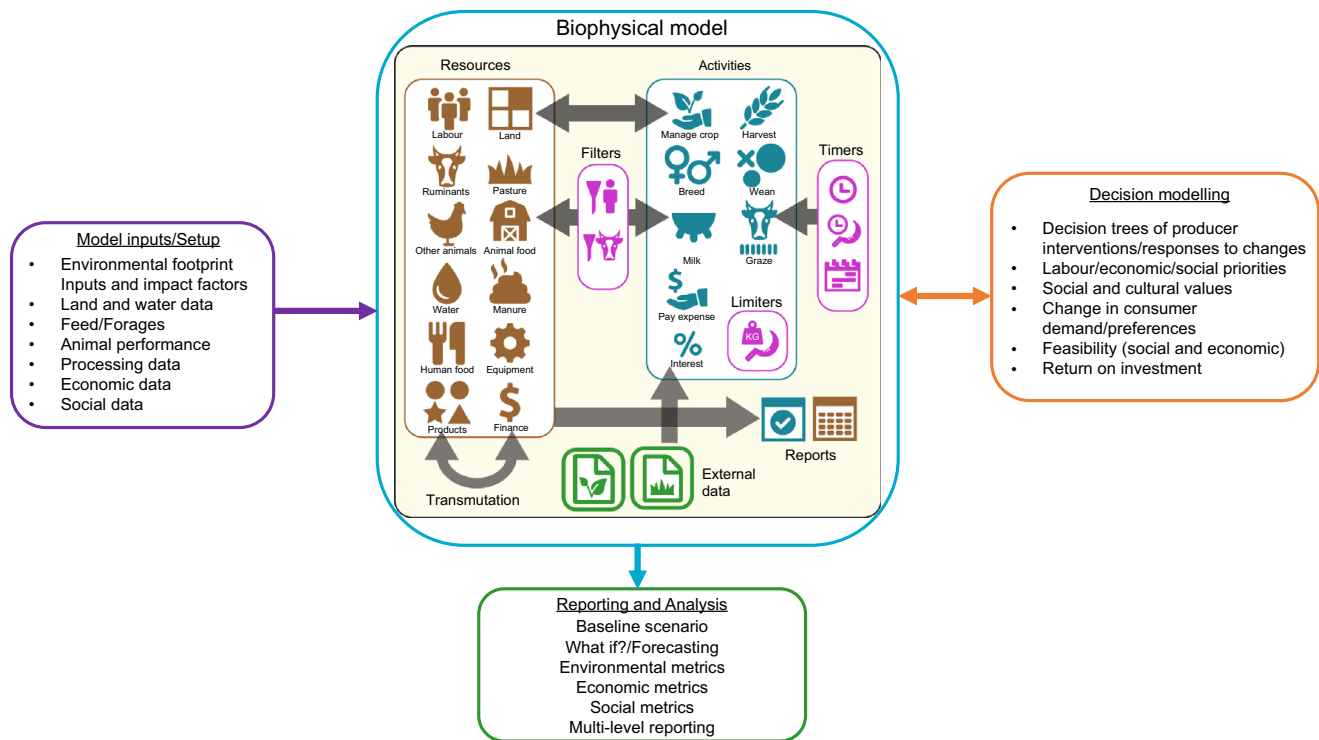 Biophysical model
Resources
Activities
Labour
Land
Manage crop
Harvest
Filters
Timers
Ruminants
Pasture
Breed
Wean
Other animals
Animal food
Milk
Graze
Water
Manure
Pay expense
Limiters
KG
Human food
Equipment
Interest
Products
Finance
Transmutation
External
data
Reports
Model inputs/Setup
• Environmental footprint
Inputs and impact factors
• Land and water data
• Feed/Forages
• Animal performance
• Processing data
• Economic data
• Social data
Decision modelling
• Decision trees of producer
interventions/responses to changes
• Labour/economic/social priorities
• Social and cultural values
• Change in consumer
demand/preferences
• Feasibility (social and economic)
• Return on investment
Reporting and Analysis
Baseline scenario
What if?/Forecasting
Environmental metrics
Economic metrics
Social metrics
Multi-level reporting